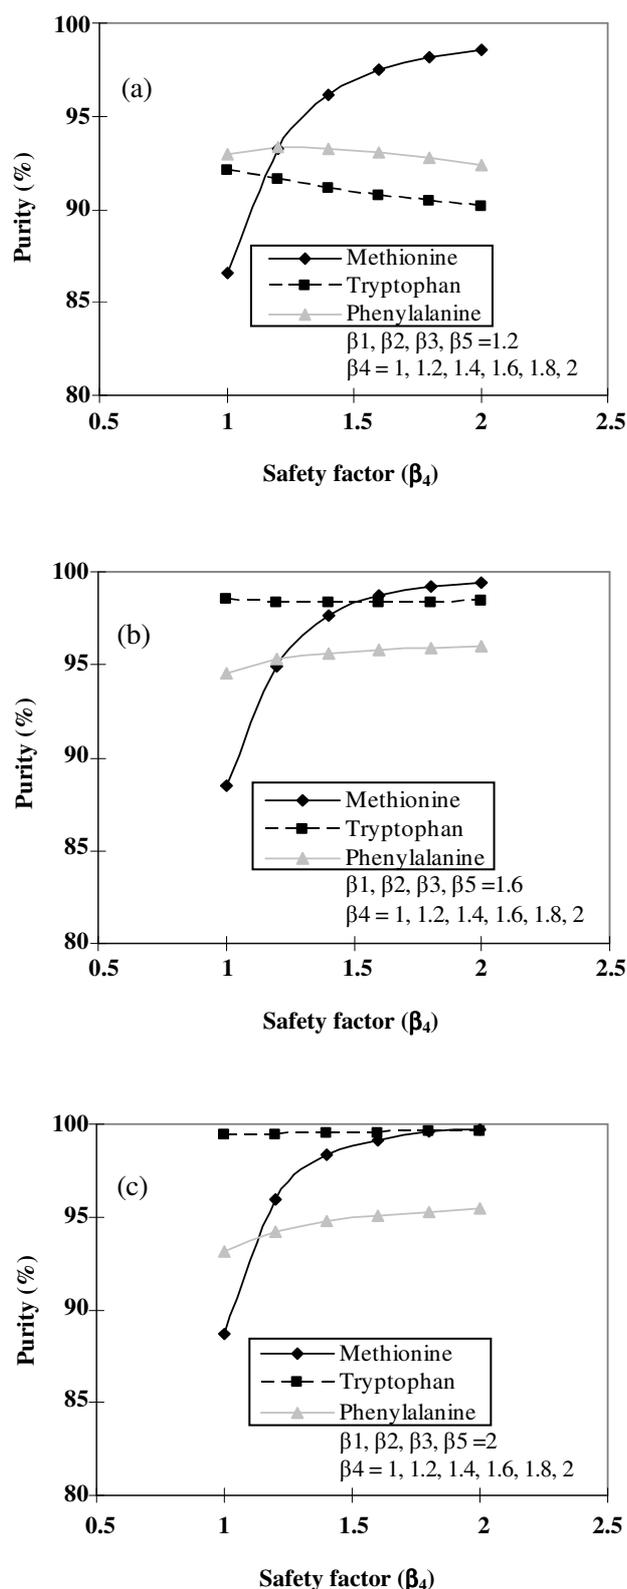 100
(a)
95
90
85
80
Purity (%)
Methionine
Tryptophan
Phenylalanine
β1, β2, β3, β5 =1.2
β4 = 1, 1.2, 1.4, 1.6, 1.8, 2
0.5 1 1.5 2 2.5
Safety factor (β4)
100
(b)
95
90
85
80
Purity (%)
Methionine
Tryptophan
Phenylalanine
β1, β2, β3, β5 =1.6
β4 = 1, 1.2, 1.4, 1.6, 1.8, 2
0.5 1 1.5 2 2.5
Safety factor (β4)
100
(c)
95
90
85
80
Purity (%)
Methionine
Tryptophan
Phenylalanine
β1, β2, β3, β5 =2
β4 = 1, 1.2, 1.4, 1.6, 1.8, 2
0.5 1 1.5 2 2.5
Safety factor (β4)